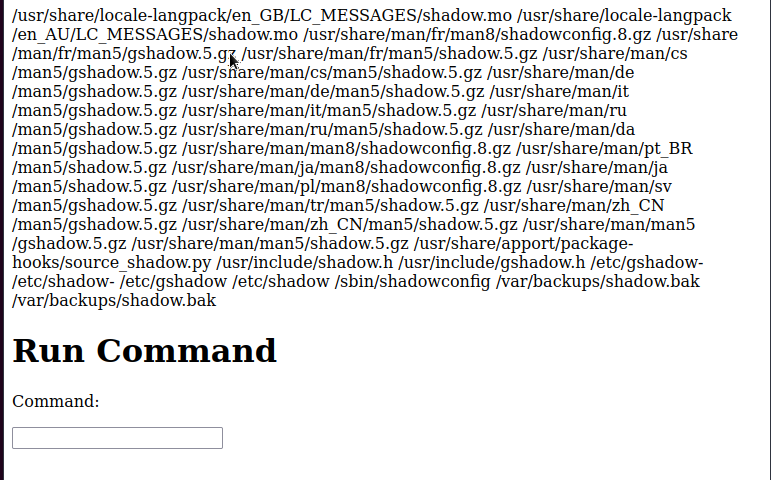 /usr/share/locale-langpack/en_GB/LC_MESSAGES/shadow.mo /usr/share/locale-langpack
/en_AU/LC_MESSAGES/shadow.mo /usr/share/man/fr/man8/shadowconfig.8.gz /usr/share
/man/fr/man5/gshadow.5.gz /usr/share/man/fr/man5/shadow.5.gz /usr/share/man/cs
/man5/gshadow.5.gz /usr/share/man/cs/man5/shadow.5.gz /usr/share/man/de
/man5/gshadow.5.gz /usr/share/man/de/man5/shadow.5.gz /usr/share/man/it
/man5/gshadow.5.gz /usr/share/man/it/man5/shadow.5.gz /usr/share/man/ru
/man5/gshadow.5.gz /usr/share/man/ru/man5/shadow.5.gz /usr/share/man/da
/man5/gshadow.5.gz /usr/share/man/man8/shadowconfig.8.gz /usr/share/man/pt_BR
/man5/shadow.5.gz /usr/share/man/ja/man8/shadowconfig.8.gz /usr/share/man/ja
/man5/shadow.5.gz /usr/share/man/pl/man8/shadowconfig.8.gz /usr/share/man/sv
/man5/gshadow.5.gz /usr/share/man/tr/man5/shadow.5.gz /usr/share/man/zh_CN
/man5/gshadow.5.gz /usr/share/man/zh_CN/man5/shadow.5.gz /usr/share/man/man5
/gshadow.5.gz /usr/share/man/man5/shadow.5.gz /usr/share/apport/package-
hooks/source_shadow.py /usr/include/shadow.h /usr/include/gshadow.h /etc/gshadow-
/etc/shadow- /etc/gshadow /etc/shadow /sbin/shadowconfig /var/backups/shadow.bak
/var/backups/shadow.bak
Run Command
Command: